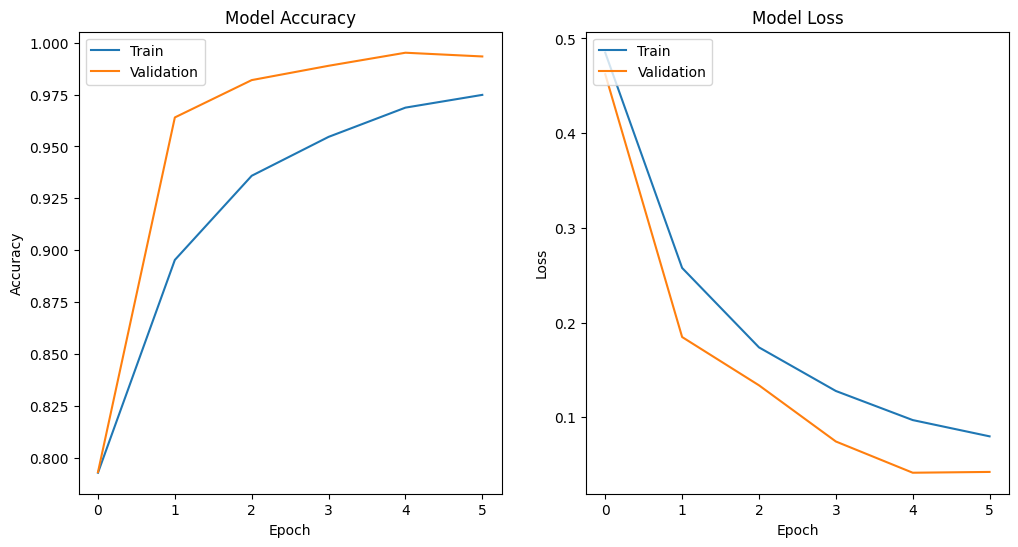 Model Accuracy
Train
Validation
1.000
0.975
0.950
0.925
0.900
0.875
0.850
0.825
0.800
Accuracy
0 1 2 3 4 5
Epoch
Model Loss
Train
Validation
0.5
0.4
0.3
0.2
0.1
Loss
0 1 2 3 4 5
Epoch